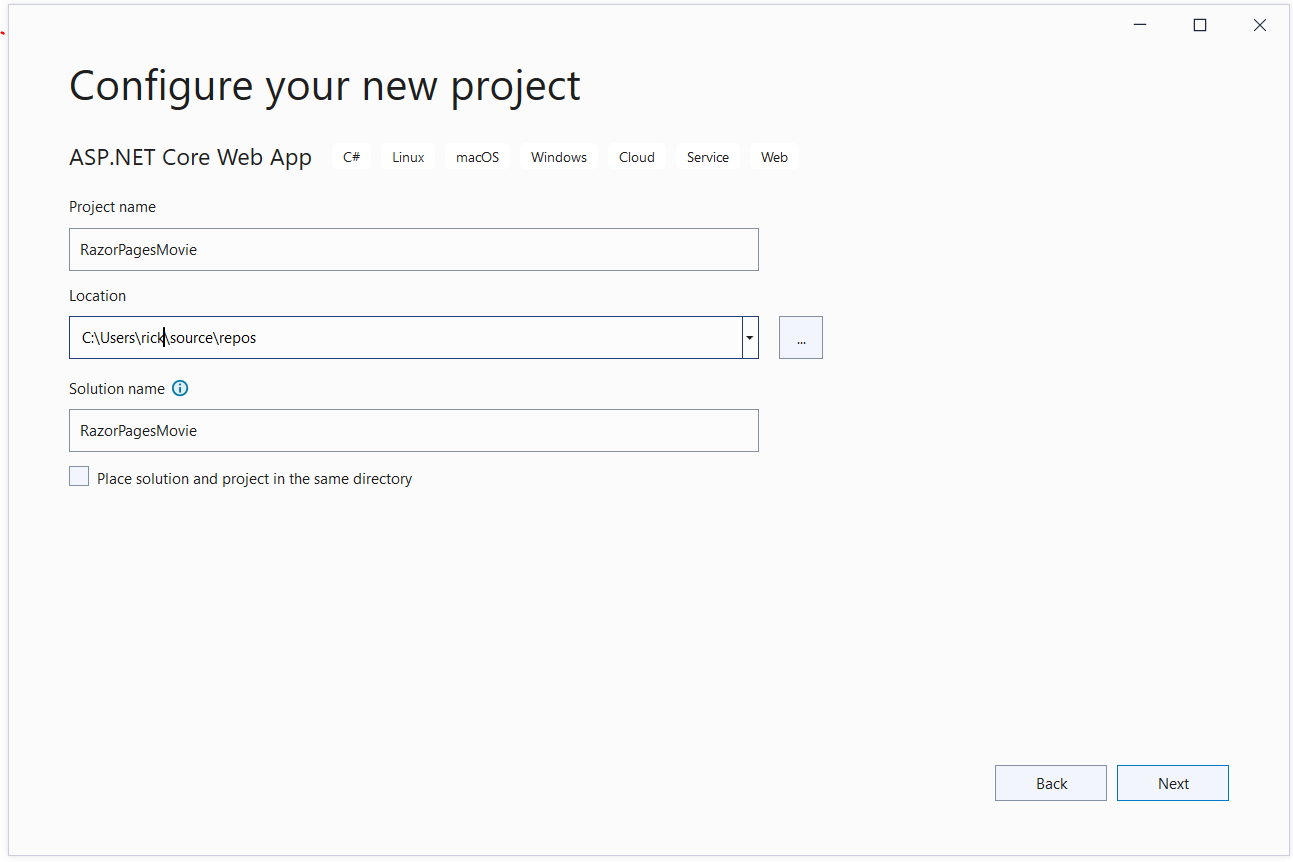 Configure your new project
ASP.NET Core Web App C# Linux macOS Windows Cloud Service Web
Project name
RazorPagesMovie
Location
C:\Users\rick\source\repos
...
Solution name
RazorPagesMovie
Place solution and project in the same directory
Back Next